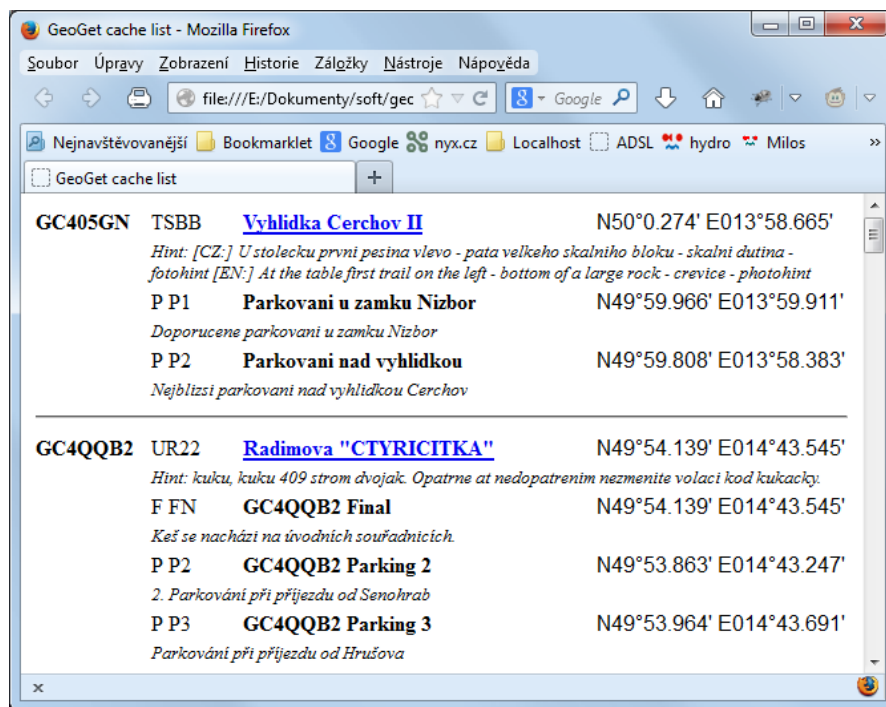 GeoGet cache list - Mozilla Firefox
Soubor Úpravy Zobrazení Historie Záložky Nástroje Nápověda
file:///E:/Dokumenty/soft/gec Google
Nejnavštěvovanější Bookmarklet Google nyx.cz Localhost ADSL hydro Milos »
GeoGet cache list +
GC405GN TSBB Vyhlidka Cerchov II N50°0.274' E013°58.665'
Hint: [CZ:] U stolecku prvni pesina vlevo - pata velkeho skalniho bloku - skalni dutina -
fotohint [EN:] At the table first trail on the left - bottom of a large rock - crevice - photohint
P P1 Parkovani u zamku Nizbor N49°59.966' E013°59.911'
Doporucene parkovani u zamku Nizbor
P P2 Parkovani nad vyhlidkou N49°59.808' E013°58.383'
Nejblizsi parkovani nad vyhlidkou Cerchov
GC4QQB2 UR22 Radimova "CTYRICITKA" N49°54.139' E014°43.545'
Hint: kuku, kuku 409 strom dvojak. Opatrne at nedopatrenim nezmenite volaci kod kukacky.
F FN GC4QQB2 Final N49°54.139' E014°43.545'
Keš se nachází na úvodních souřadnicích.
P P2 GC4QQB2 Parking 2 N49°53.863' E014°43.247'
2. Parkování při příjezdu od Senohrab
P P3 GC4QQB2 Parking 3 N49°53.964' E014°43.691'
Parkování při příjezdu od Hrušova